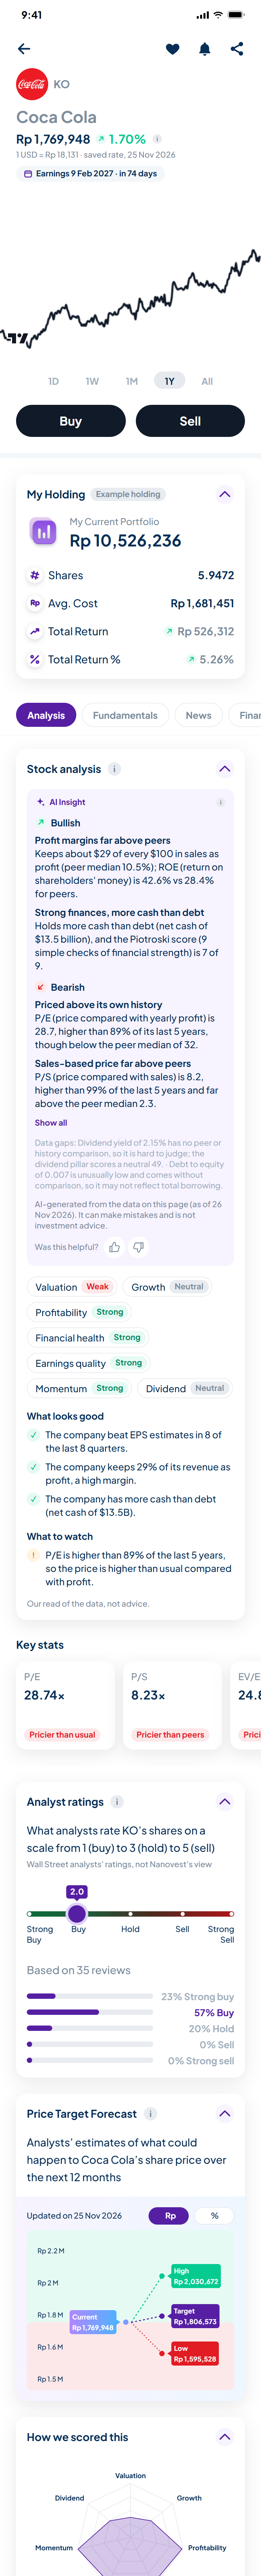 9:41
Coca-Cola
KO
Coca Cola
Rp 1,769,948 1.70% i
1 USD = Rp 18,131 · saved rate, 25 Nov 2026
Earnings 9 Feb 2027 · in 74 days
1D 1W 1M 1Y All
Buy Sell
My Holding Example holding
My Current Portfolio
Rp 10,526,236
# Shares 5.9472
Rp Avg. Cost Rp 1,681,451
Total Return Rp 526,312
% Total Return % 5.26%
Analysis Fundamentals News Finan
Stock analysis i
AI Insight i
Bullish
Profit margins far above peers
Keeps about $29 of every $100 in sales as
profit (peer median 10.5%); ROE (return on
shareholders' money) is 42.6% vs 28.4%
for peers.
Strong finances, more cash than debt
Holds more cash than debt (net cash of
$13.5 billion), and the Piotroski score (9
simple checks of financial strength) is 7 of
9.
Bearish
Priced above its own history
P/E (price compared with yearly profit) is
28.7, higher than 89% of its last 5 years,
though below the peer median of 32.
Sales-based price far above peers
P/S (price compared with sales) is 8.2,
higher than 99% of the last 5 years and far
above the peer median 2.3.
Show all
Data gaps: Dividend yield of 2.15% has no peer or
history comparison, so it is hard to judge; the
dividend pillar scores a neutral 49. · Debt to equity
of 0.007 is unusually low and comes without
comparison, so it may not reflect total borrowing.
AI-generated from the data on this page (as of 26
Nov 2026). It can make mistakes and is not
investment advice.
Was this helpful?
Valuation Weak Growth Neutral
Profitability Strong
Financial health Strong
Earnings quality Strong
Momentum Strong Dividend Neutral
What looks good
The company beat EPS estimates in 8 of
the last 8 quarters.
The company keeps 29% of its revenue as
profit, a high margin.
The company has more cash than debt
(net cash of $13.5B).
What to watch
! P/E is higher than 89% of the last 5 years,
so the price is higher than usual compared
with profit.
Our read of the data, not advice.
Key stats
P/E P/S EV/E
28.74× 8.23× 24.8
Pricier than usual Pricier than peers Prici
Analyst ratings i
What analysts rate KO's shares on a
scale from 1 (buy) to 3 (hold) to 5 (sell)
Wall Street analysts' ratings, not Nanovest's view
2.0
Strong Buy Hold Sell Strong
Buy Sell
Based on 35 reviews
23% Strong buy
57% Buy
20% Hold
0% Sell
0% Strong sell
Price Target Forecast i
Analysts' estimates of what could
happen to Coca Cola's share price over
the next 12 months
Updated on 25 Nov 2026 Rp %
Rp 2.2 M
Rp 2 M
Rp 1.8 M
Rp 1.6 M
Rp 1.5 M
Current
Rp 1,769,948
High
Rp 2,030,672
Target
Rp 1,806,573
Low
Rp 1,595,528
How we scored this
Valuation
Dividend Growth
Momentum Profitability